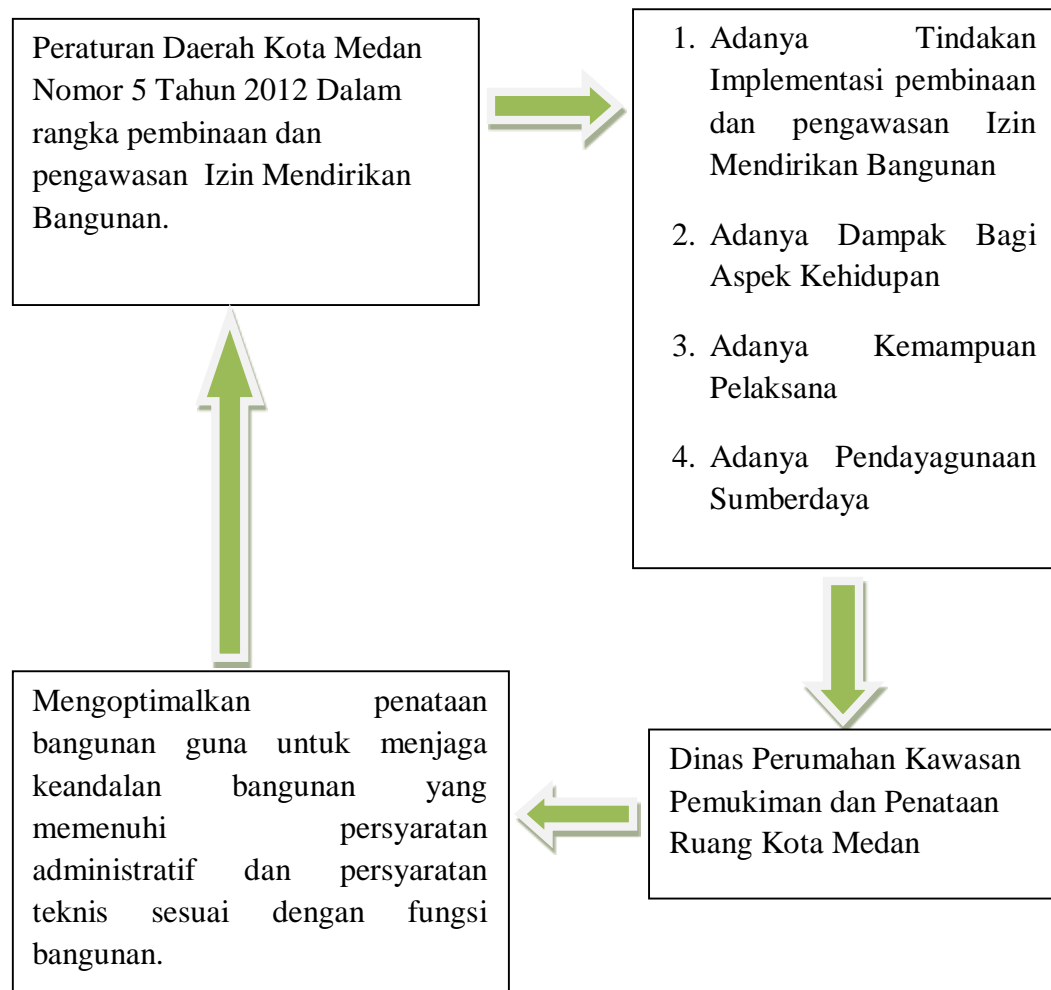 Peraturan Daerah Kota Medan
Nomor 5 Tahun 2012 Dalam
rangka pembinaan dan
pengawasan Izin Mendirikan
Bangunan.
1. Adanya Tindakan
Implementasi pembinaan
dan pengawasan Izin
Mendirikan Bangunan
2. Adanya Dampak Bagi
Aspek Kehidupan
3. Adanya Kemampuan
Pelaksana
4. Adanya Pendayagunaan
Sumberdaya
Dinas Perumahan Kawasan
Pemukiman dan Penataan
Ruang Kota Medan
Mengoptimalkan penataan
bangunan guna untuk menjaga
keandalan bangunan yang
memenuhi persyaratan
administratif dan persyaratan
teknis sesuai dengan fungsi
bangunan.